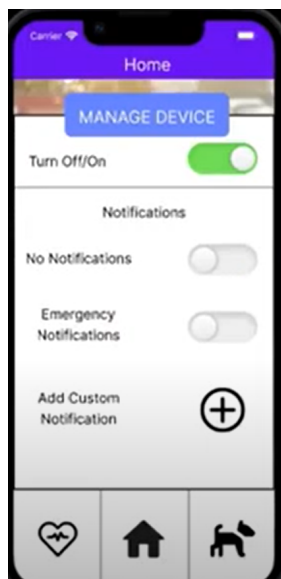 Carrier
Home
MANAGE DEVICE
Turn Off/On
Notifications
No Notifications
Emergency
Notifications
Add Custom
Notification